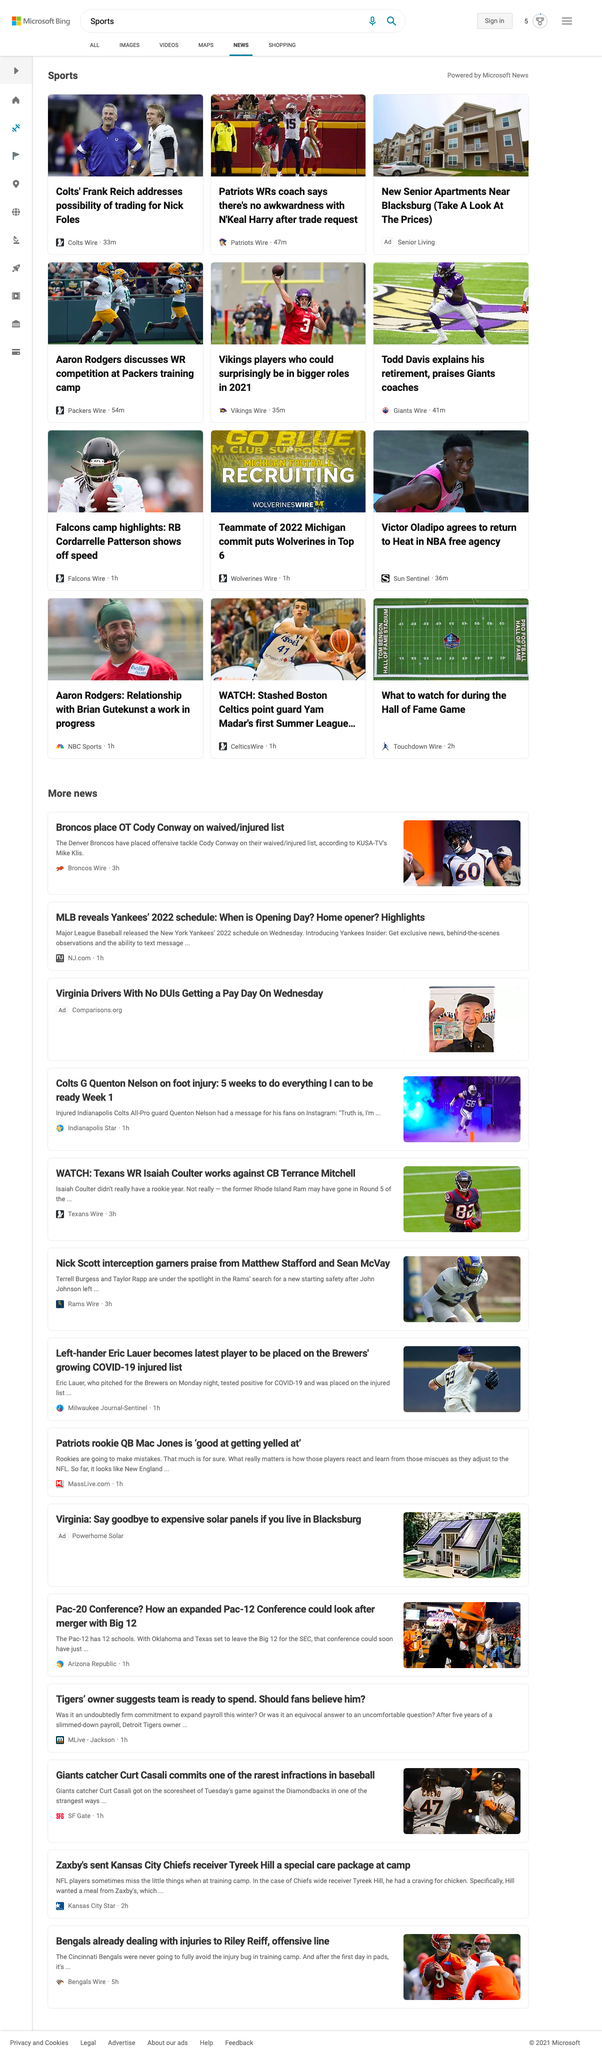 Microsoft Bing
Sports
Sign in
5
ALL
IMAGES
VIDEOS
MAPS
NEWS
SHOPPING
Sports
Powered by Microsoft News
Colts' Frank Reich addresses
possibility of trading for Nick
Foles
Colts Wire · 33m
15
Patriots WRs coach says
there's no awkwardness with
N'Keal Harry after trade request
Patriots Wire · 47m
New Senior Apartments Near
Blacksburg (Take A Look At
The Prices)
Ad Senior Living
Aaron Rodgers discusses WR
competition at Packers training
camp
Packers Wire · 54m
3
Vikings players who could
surprisingly be in bigger roles
in 2021
Vikings Wire · 35m
Todd Davis explains his
retirement, praises Giants
coaches
Giants Wire · 41m
Falcons camp highlights: RB
Cordarrelle Patterson shows
off speed
Falcons Wire · 1h
GO BLUE
M CLUB SUPPORTS YOU
MICHIGAN FOOTBALL
RECRUITING
WOLVERINESWIRE
Teammate of 2022 Michigan
commit puts Wolverines in Top
6
Wolverines Wire · 1h
Victor Oladipo agrees to return
to Heat in NBA free agency
Sun Sentinel · 36m
Aaron Rodgers: Relationship
with Brian Gutekunst a work in
progress
NBC Sports · 1h
41
WATCH: Stashed Boston
Celtics point guard Yam
Madar's first Summer League...
CelticsWire · 1h
TOM BENSON
HALL OF FAME STADIUM
PRO FOOTBALL
HALL OF FAME
What to watch for during the
Hall of Fame Game
Touchdown Wire · 2h
More news
Broncos place OT Cody Conway on waived/injured list
The Denver Broncos have placed offensive tackle Cody Conway on their waived/injured list, according to KUSA-TV's
Mike Klis.
Broncos Wire · 3h
60
MLB reveals Yankees' 2022 schedule: When is Opening Day? Home opener? Highlights
Major League Baseball released the New York Yankees' 2022 schedule on Wednesday. Introducing Yankees Insider: Get exclusive news, behind-the-scenes
observations and the ability to text message ...
NJ.com · 1h
Virginia Drivers With No DUIs Getting a Pay Day On Wednesday
Ad Comparisons.org
Colts G Quenton Nelson on foot injury: 5 weeks to do everything I can to be
ready Week 1
Injured Indianapolis Colts All-Pro guard Quenton Nelson had a message for his fans on Instagram: "Truth is, I'm ...
Indianapolis Star · 1h
56
WATCH: Texans WR Isaiah Coulter works against CB Terrance Mitchell
Isaiah Coulter didn't really have a rookie year. Not really — the former Rhode Island Ram may have gone in Round 5 of
the ...
Texans Wire · 3h
82
Nick Scott interception garners praise from Matthew Stafford and Sean McVay
Terrell Burgess and Taylor Rapp are under the spotlight in the Rams' search for a new starting safety after John
Johnson left ...
Rams Wire · 3h
33
Left-hander Eric Lauer becomes latest player to be placed on the Brewers'
growing COVID-19 injured list
Eric Lauer, who pitched for the Brewers on Monday night, tested positive for COVID-19 and was placed on the injured
list ...
Milwaukee Journal-Sentinel · 1h
52
Patriots rookie QB Mac Jones is 'good at getting yelled at'
Rookies are going to make mistakes. That much is for sure. What really matters is how those players react and learn from those miscues as they adjust to the
NFL. So far, it looks like New England ...
MassLive.com · 1h
Virginia: Say goodbye to expensive solar panels if you live in Blacksburg
Ad Powerhome Solar
Pac-20 Conference? How an expanded Pac-12 Conference could look after
merger with Big 12
The Pac-12 has 12 schools. With Oklahoma and Texas set to leave the Big 12 for the SEC, that conference could soon
have just ...
Arizona Republic · 1h
Tigers' owner suggests team is ready to spend. Should fans believe him?
Was it an undoubtedly firm commitment to expand payroll this winter? Or was it an equivocal answer to an uncomfortable question? After five years of
a slimmed-down payroll, Detroit Tigers owner ...
MLive - Jackson · 1h
Giants catcher Curt Casali commits one of the rarest infractions in baseball
Giants catcher Curt Casali got on the scoresheet of Tuesday's game against the Diamondbacks in one of the
strangest ways ...
SF Gate · 1h
CUETO
47
Zaxby's sent Kansas City Chiefs receiver Tyreek Hill a special care package at camp
NFL players sometimes miss the little things when at training camp. In the case of Chiefs wide receiver Tyreek Hill, he had a craving for chicken. Specifically, Hill
wanted a meal from Zaxby's, which ...
Kansas City Star · 2h
Bengals already dealing with injuries to Riley Reiff, offensive line
The Cincinnati Bengals were never going to fully avoid the injury bug in training camp. And after the first day in pads,
it's ...
Bengals Wire · 5h
9
Privacy and Cookies
Legal
Advertise
About our ads
Help
Feedback
© 2021 Microsoft